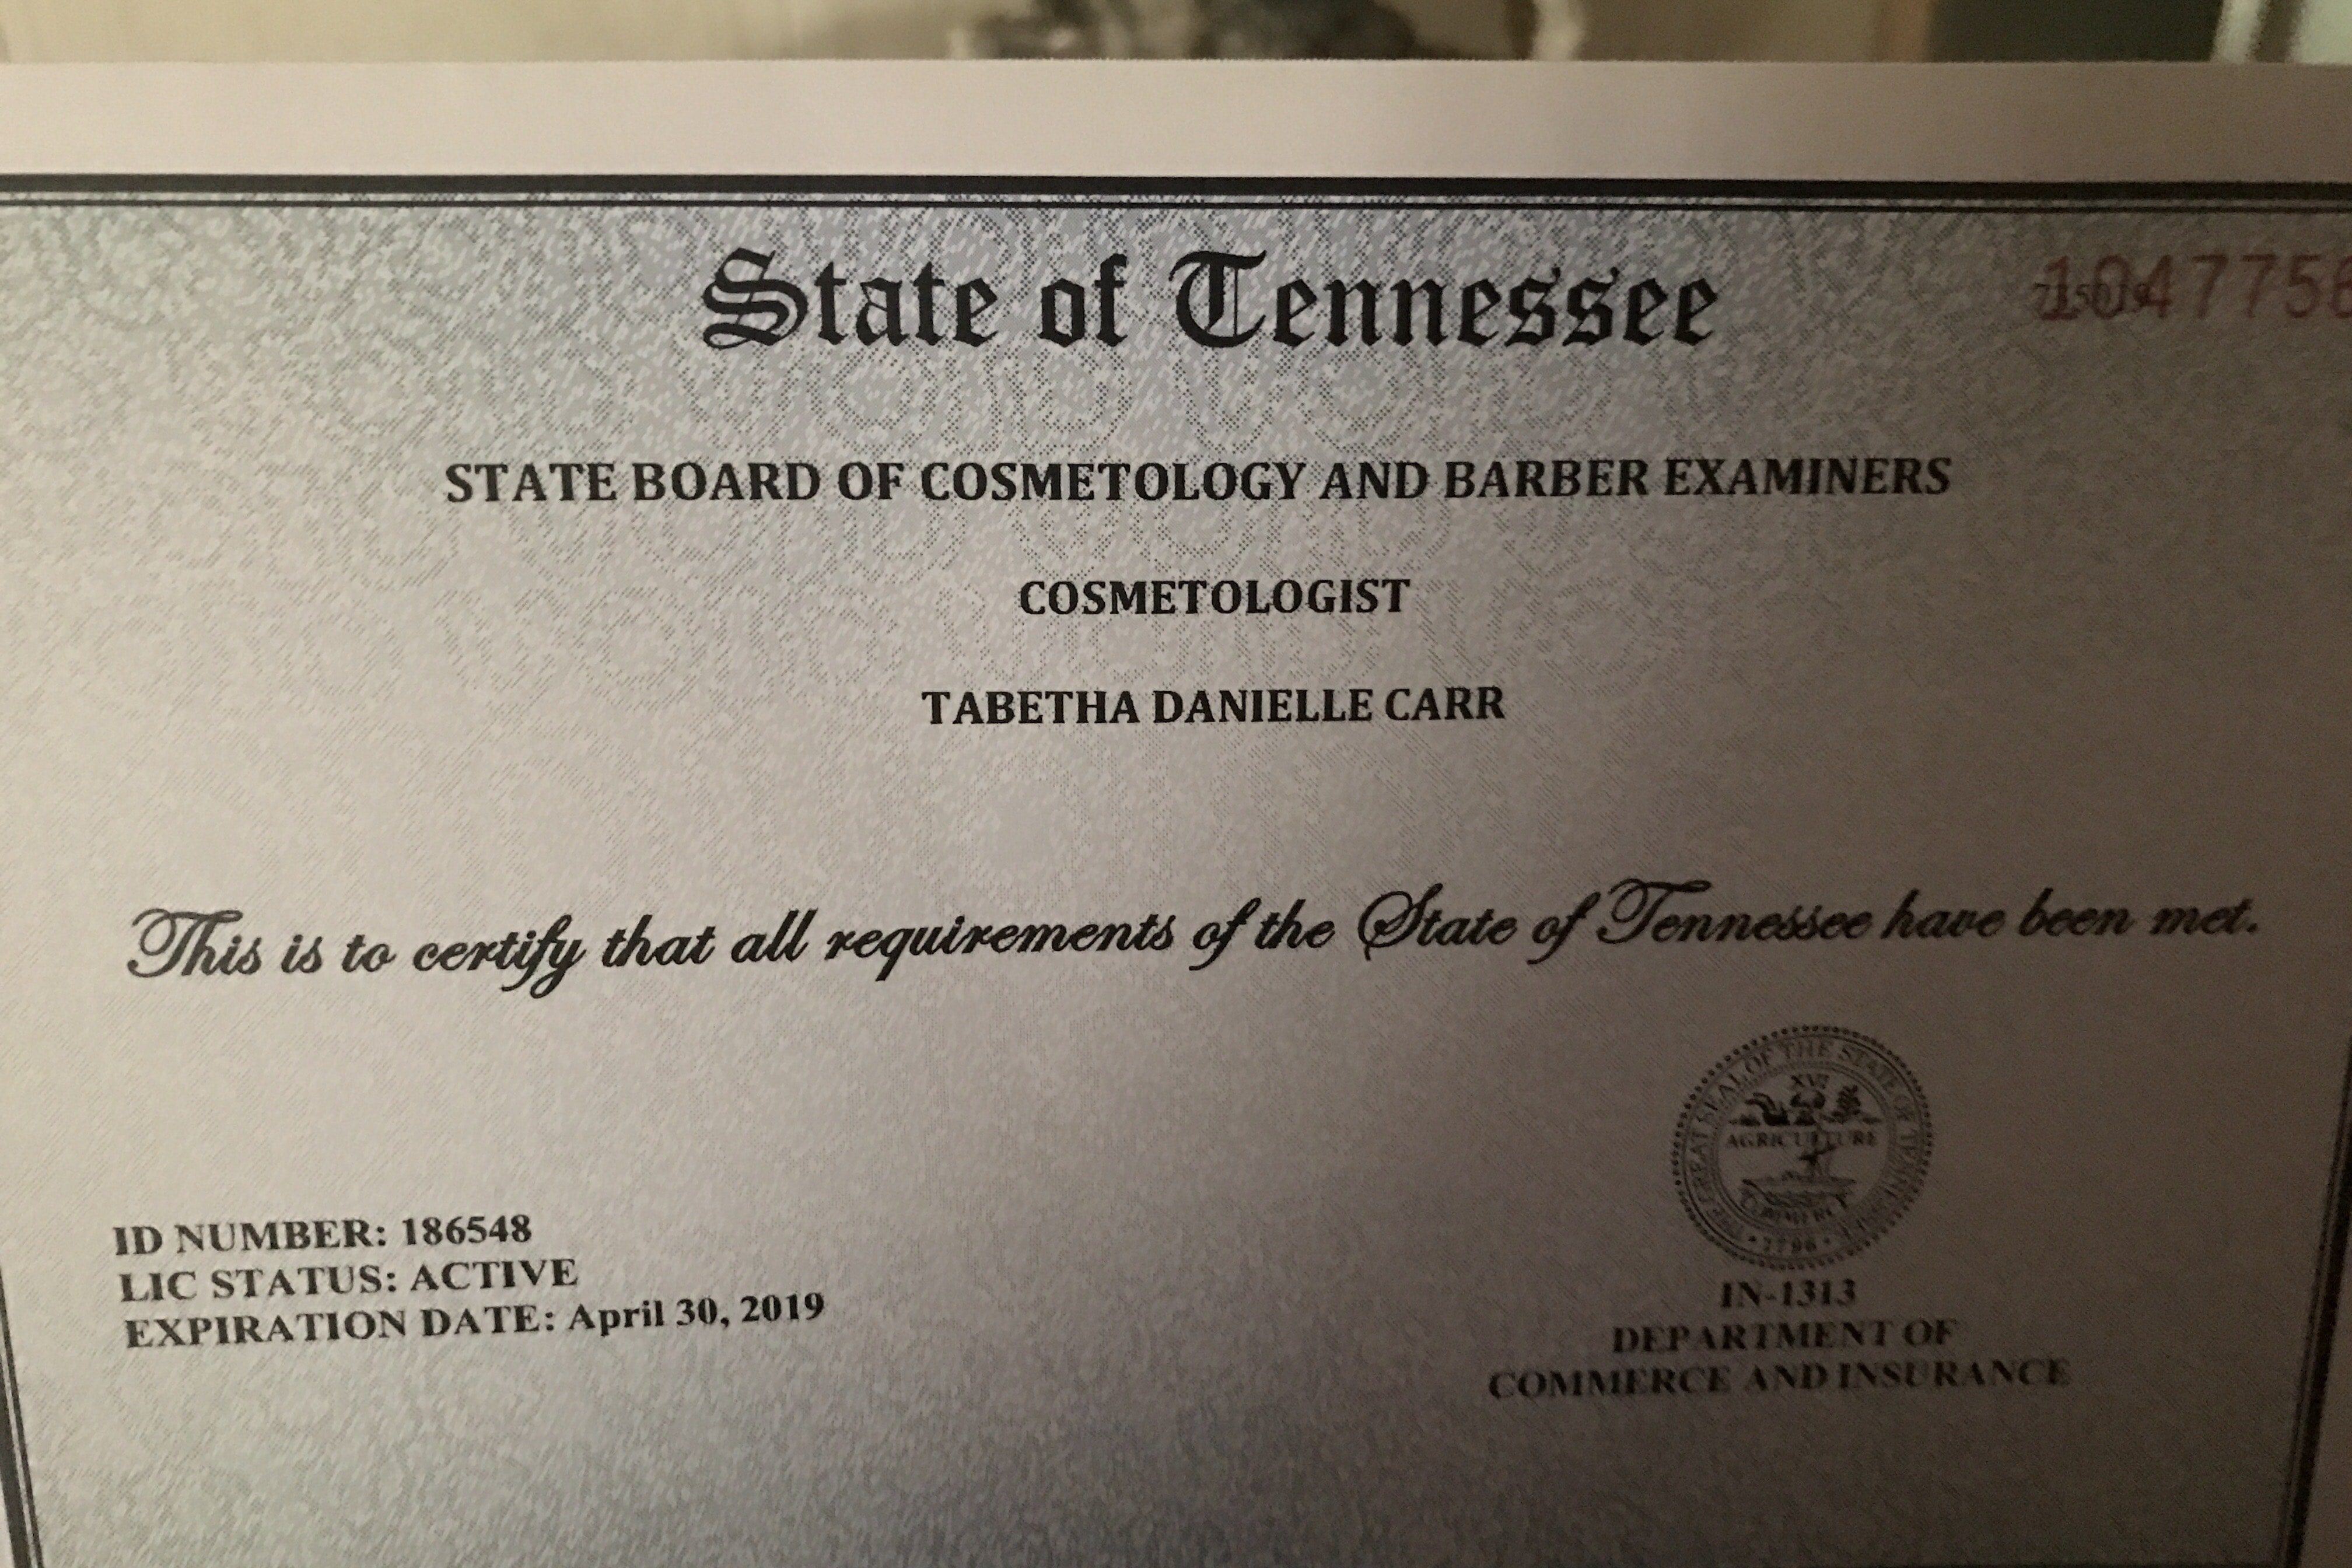 State of Tennessee
STATE BOARD OF COSMETOLOGY AND BARBER EXAMINERS
COSMETOLOGIST
TABETHA DANIELLE CARR
This is to certify that all requirements of the State of Tennessee have been met.
THE GREAT SEAL OF THE STATE OF TENNESSEE
XVI
AGRICULTURE
COMMERCE
1796
ID NUMBER: 186548
LIC STATUS: ACTIVE
EXPIRATION DATE: April 30, 2019
IN-1313
DEPARTMENT OF
COMMERCE AND INSURANCE